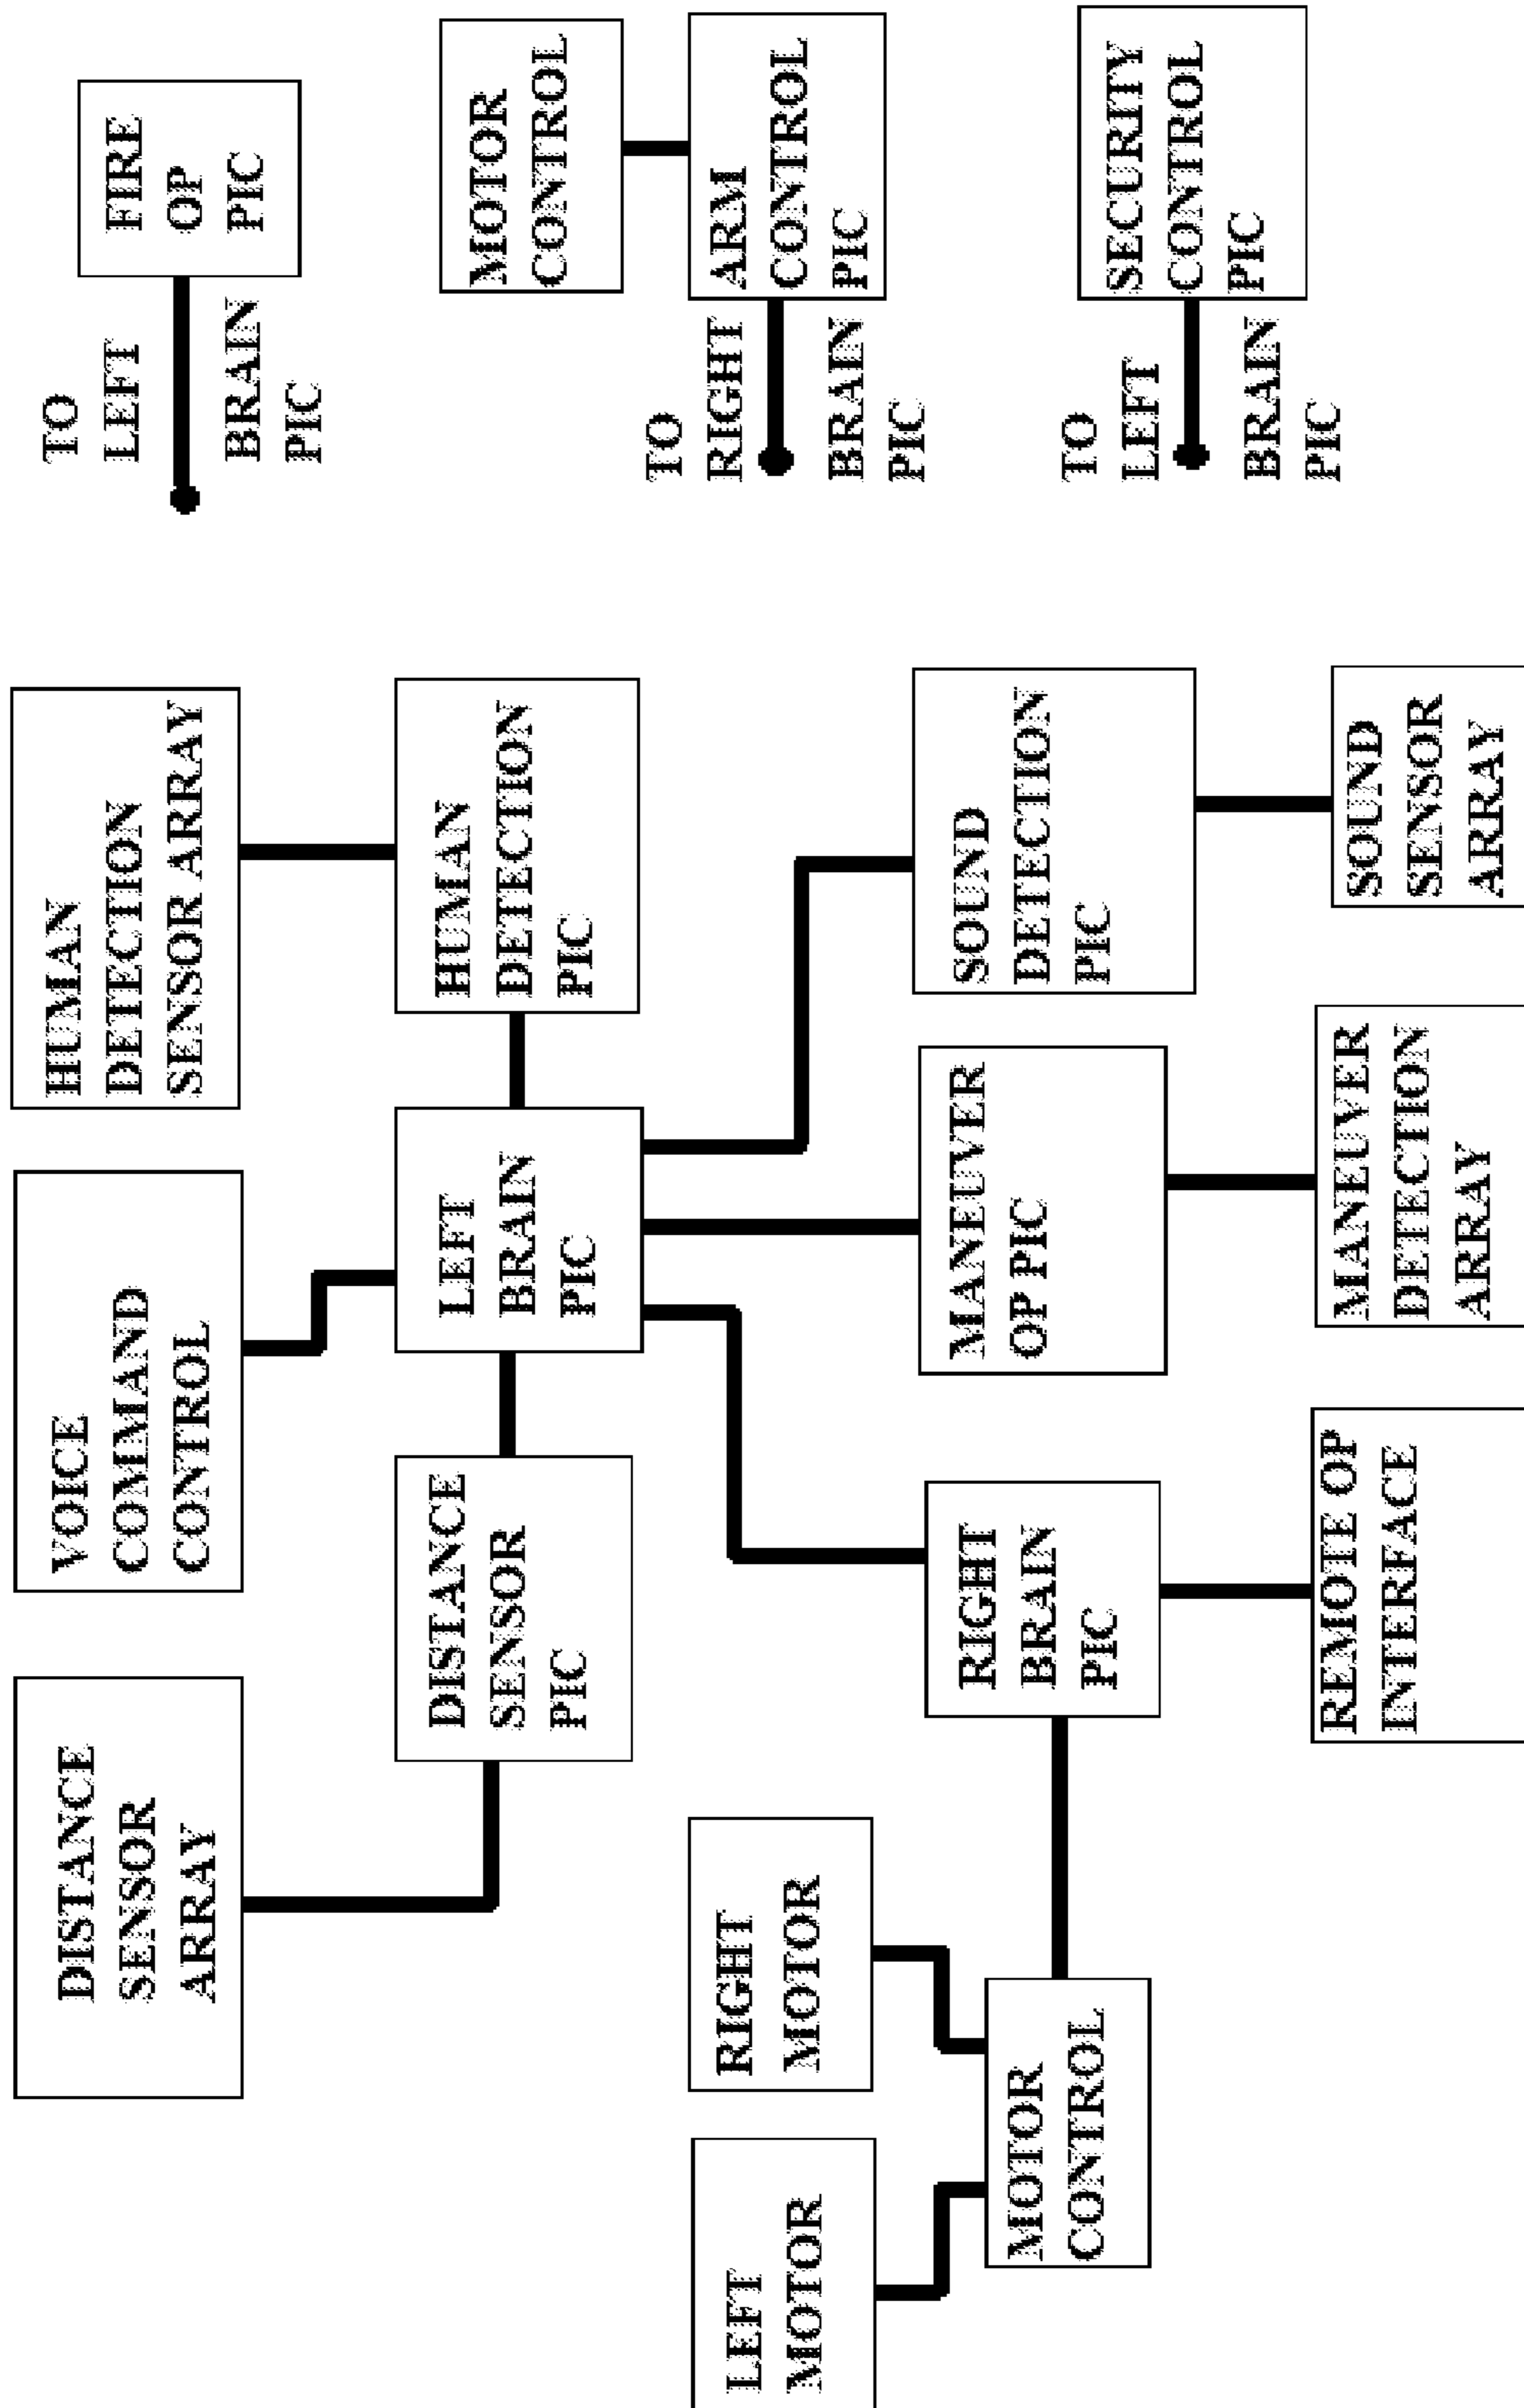 DISTANCE
SENSOR
ARRAY
VOICE
COMMAND
CONTROL
HUMAN
DETECTION
SENSOR ARRAY
TO
LEFT
BRAIN
PIC
FIRE
OP
PIC
DISTANCE
SENSOR
PIC
LEFT
BRAIN
PIC
HUMAN
DETECTION
PIC
MOTOR
CONTROL
LEFT
MOTOR
RIGHT
MOTOR
TO
RIGHT
BRAIN
PIC
ARM
CONTROL
PIC
MOTOR
CONTROL
RIGHT
BRAIN
PIC
MANEUVER
OP PIC
SOUND
DETECTION
PIC
TO
LEFT
BRAIN
PIC
SECURITY
CONTROL
PIC
REMOTE OP
INTERFACE
MANEUVER
DETECTION
ARRAY
SOUND
SENSOR
ARRAY